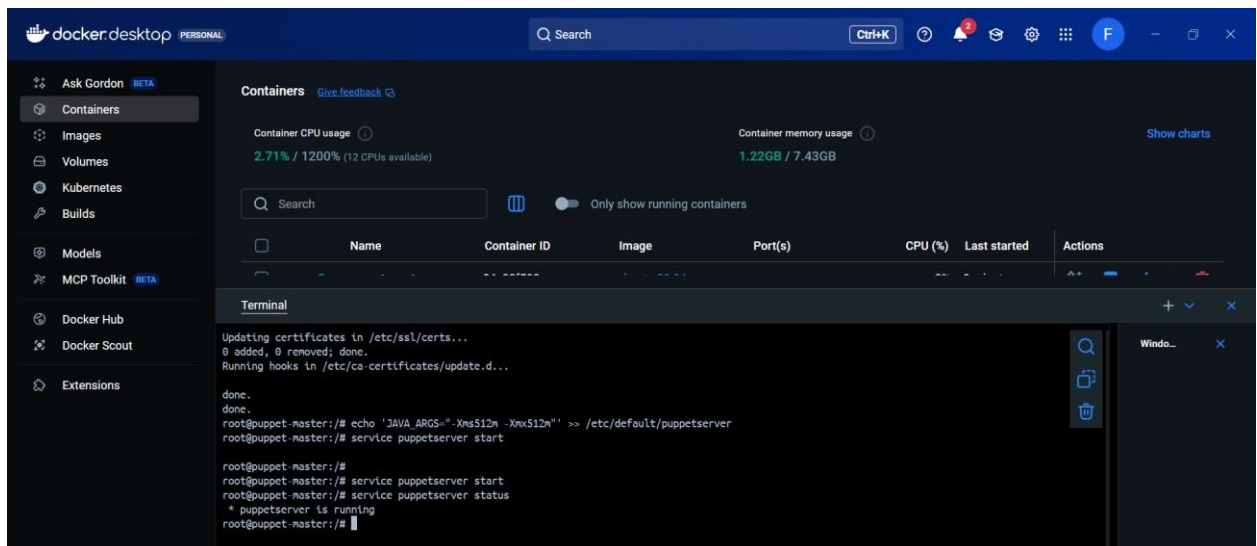 docker.desktop PERSONAL
Search
Ctrl+K
2
F
Ask Gordon BETA
Containers
Images
Volumes
Kubernetes
Builds
Models
MCP Toolkit BETA
Docker Hub
Docker Scout
Extensions
Containers Give feedback
Container CPU usage
2.71% / 1200% (12 CPUs available)
Container memory usage
1.22GB / 7.43GB
Show charts
Search
Only show running containers
Name Container ID Image Port(s) CPU (%) Last started Actions
Terminal
Updating certificates in /etc/ssl/certs...
0 added, 0 removed; done.
Running hooks in /etc/ca-certificates/update.d...
done.
done.
root@puppet-master:/# echo 'JAVA_ARGS="-Xms512m -Xmx512m"' >> /etc/default/puppetserver
root@puppet-master:/# service puppetserver start
root@puppet-master:/#
root@puppet-master:/# service puppetserver start
root@puppet-master:/# service puppetserver status
* puppetserver is running
root@puppet-master:/#
Windo...